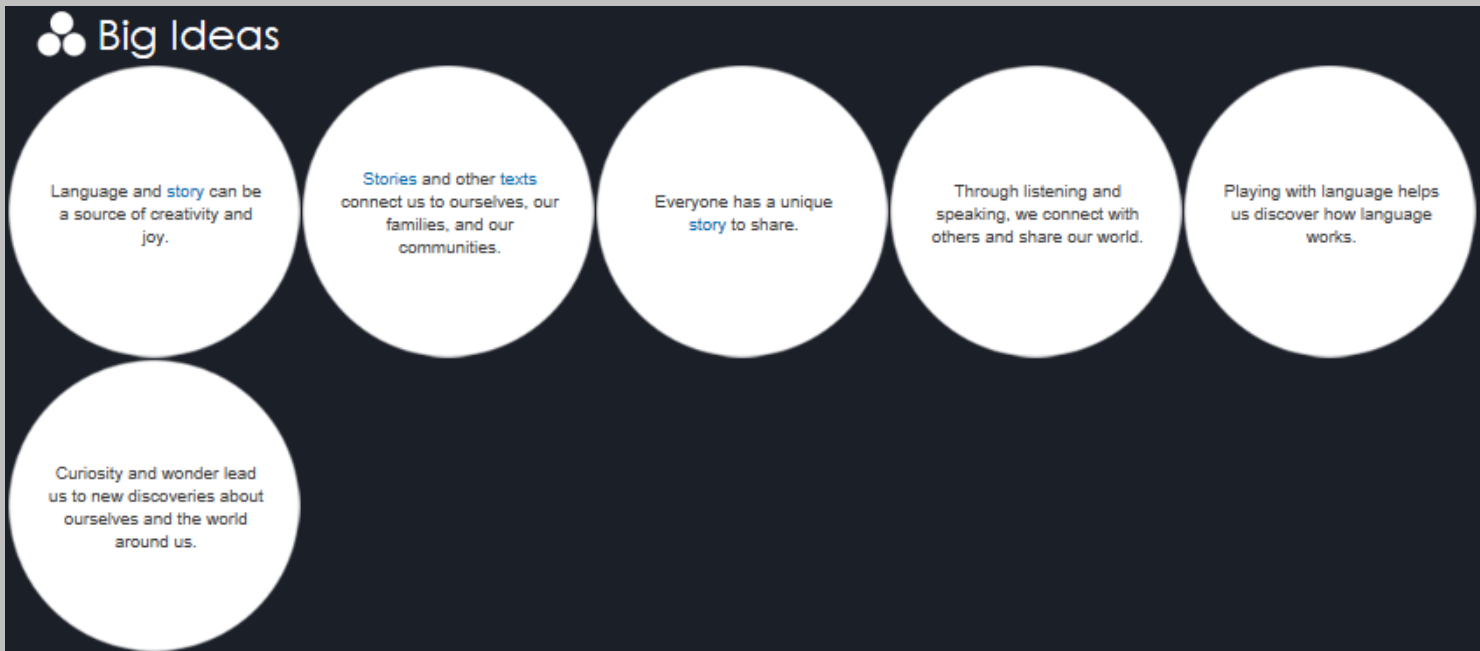 Big Ideas
Language and story can be
a source of creativity and
joy.
Stories and other texts
connect us to ourselves, our
families, and our
communities.
Everyone has a unique
story to share.
Through listening and
speaking, we connect with
others and share our world.
Playing with language helps
us discover how language
works.
Curiosity and wonder lead
us to new discoveries about
ourselves and the world
around us.